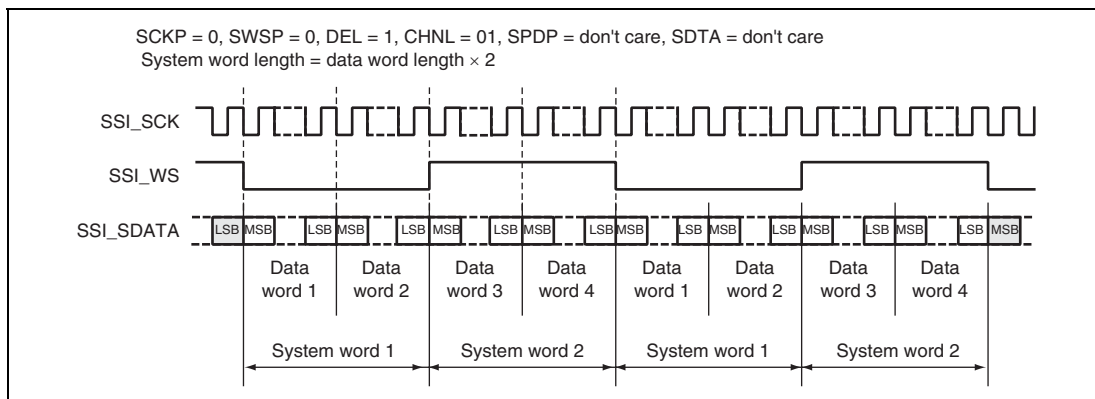 SCKP = 0, SWSP = 0, DEL = 1, CHNL = 01, SPDP = don't care, SDTA = don't care
System word length = data word length × 2
SSI_SCK
SSI_WS
SSI_SDATA
LSB MSB LSB MSB LSB MSB LSB MSB LSB MSB LSB MSB LSB MSB LSB MSB LSB MSB
Data word 1
Data word 2
Data word 3
Data word 4
Data word 1
Data word 2
Data word 3
Data word 4
System word 1
System word 2
System word 1
System word 2